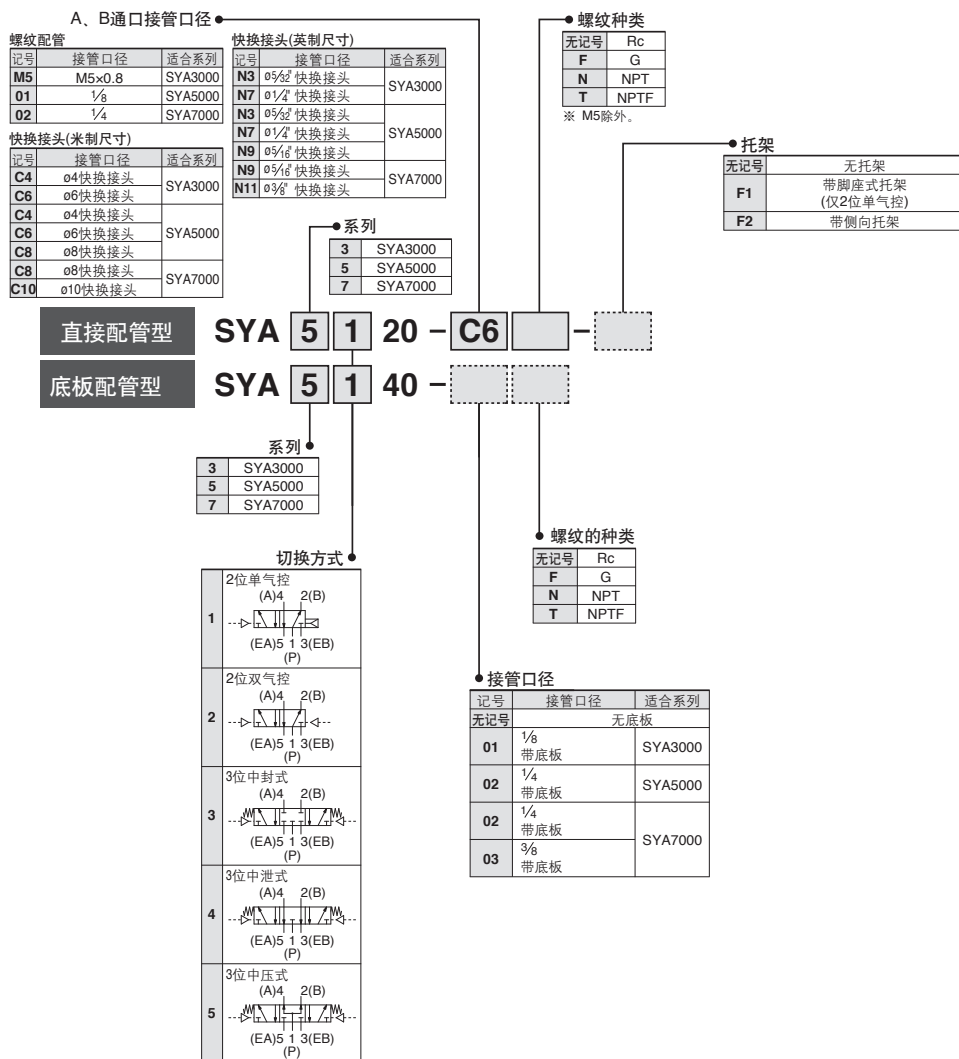 A、B通口接管口径
螺纹配管
记号 接管口径 适合系列
M5 M5×0.8 SYA3000
01 1/8 SYA5000
02 1/4 SYA7000
快换接头(米制尺寸)
记号 接管口径 适合系列
C4 ø4快换接头 SYA3000
C6 ø6快换接头
C4 ø4快换接头 SYA5000
C6 ø6快换接头
C8 ø8快换接头
C8 ø8快换接头 SYA7000
C10 ø10快换接头
快换接头(英制尺寸)
记号 接管口径 适合系列
N3 ø5/32" 快换接头 SYA3000
N7 ø1/4" 快换接头
N3 ø5/32" 快换接头 SYA5000
N7 ø1/4" 快换接头
N9 ø5/16" 快换接头
N9 ø5/16" 快换接头 SYA7000
N11 ø3/8" 快换接头
螺纹种类
无记号 Rc
F G
N NPT
T NPTF
※ M5除外。
托架
无记号 无托架
F1 带脚座式托架
(仅2位单气控)
F2 带侧向托架
系列
3 SYA3000
5 SYA5000
7 SYA7000
直接配管型 SYA 5 1 20 - C6 -
底板配管型 SYA 5 1 40 -
系列
3 SYA3000
5 SYA5000
7 SYA7000
切换方式
1 2位单气控
(A)4 2(B)
(EA)5 1 3(EB)
(P)
2 2位双气控
(A)4 2(B)
(EA)5 1 3(EB)
(P)
3 3位中封式
(A)4 2(B)
(EA)5 1 3(EB)
(P)
4 3位中泄式
(A)4 2(B)
(EA)5 1 3(EB)
(P)
5 3位中压式
(A)4 2(B)
(EA)5 1 3(EB)
(P)
螺纹的种类
无记号 Rc
F G
N NPT
T NPTF
接管口径
记号 接管口径 适合系列
无记号 无底板
01 1/8 SYA3000
带底板
02 1/4 SYA5000
带底板
02 1/4 SYA7000
带底板
03 3/8
带底板